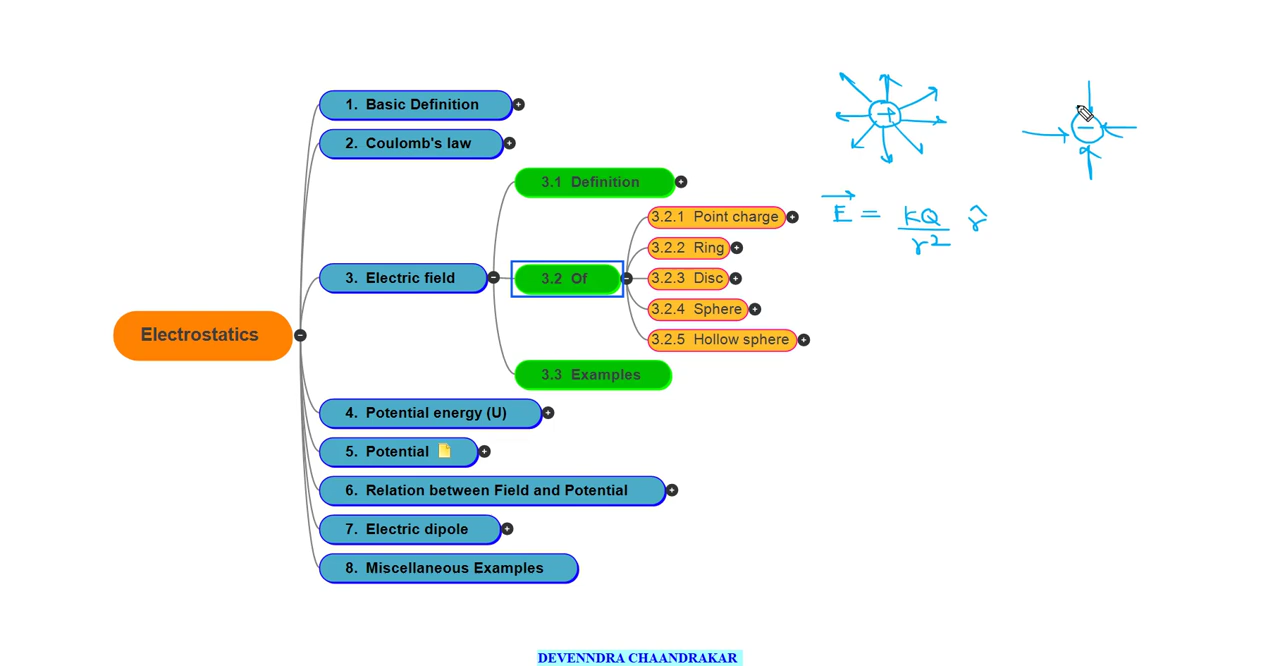 1. Basic Definition
2. Coulomb's law
3.1 Definition
3.2.1 Point charge
3.2.2 Ring
3. Electric field
3.2 Of
3.2.3 Disc
3.2.4 Sphere
3.2.5 Hollow sphere
Electrostatics
3.3 Examples
4. Potential energy (U)
5. Potential
6. Relation between Field and Potential
7. Electric dipole
8. Miscellaneous Examples
+
−
E⃗ = kQ/r² r̂
DEVENNDRA CHAANDRAKAR